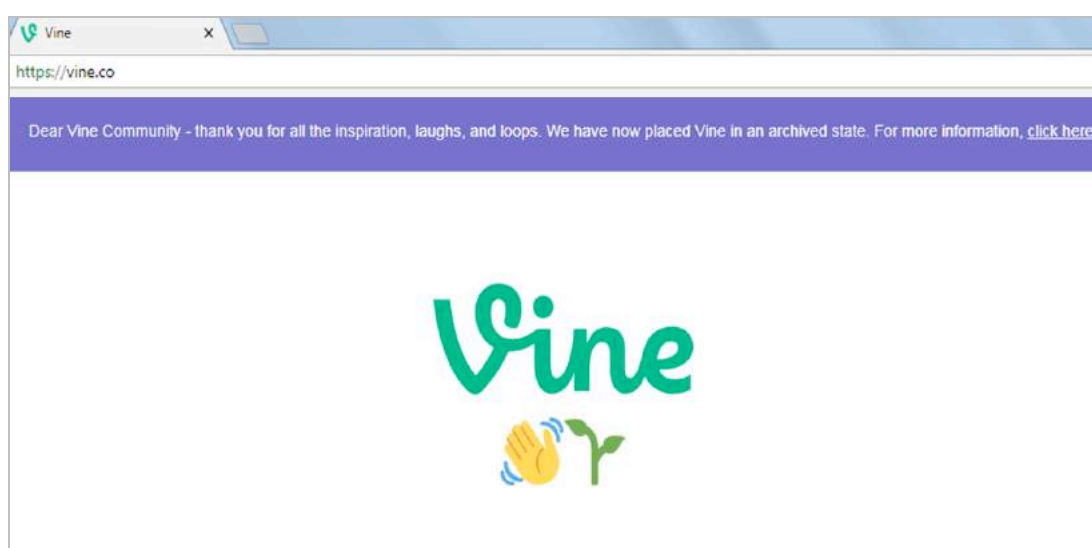 Vine
https://vine.co
Dear Vine Community - thank you for all the inspiration, laughs, and loops. We have now placed Vine in an archived state. For more information, click here
Vine